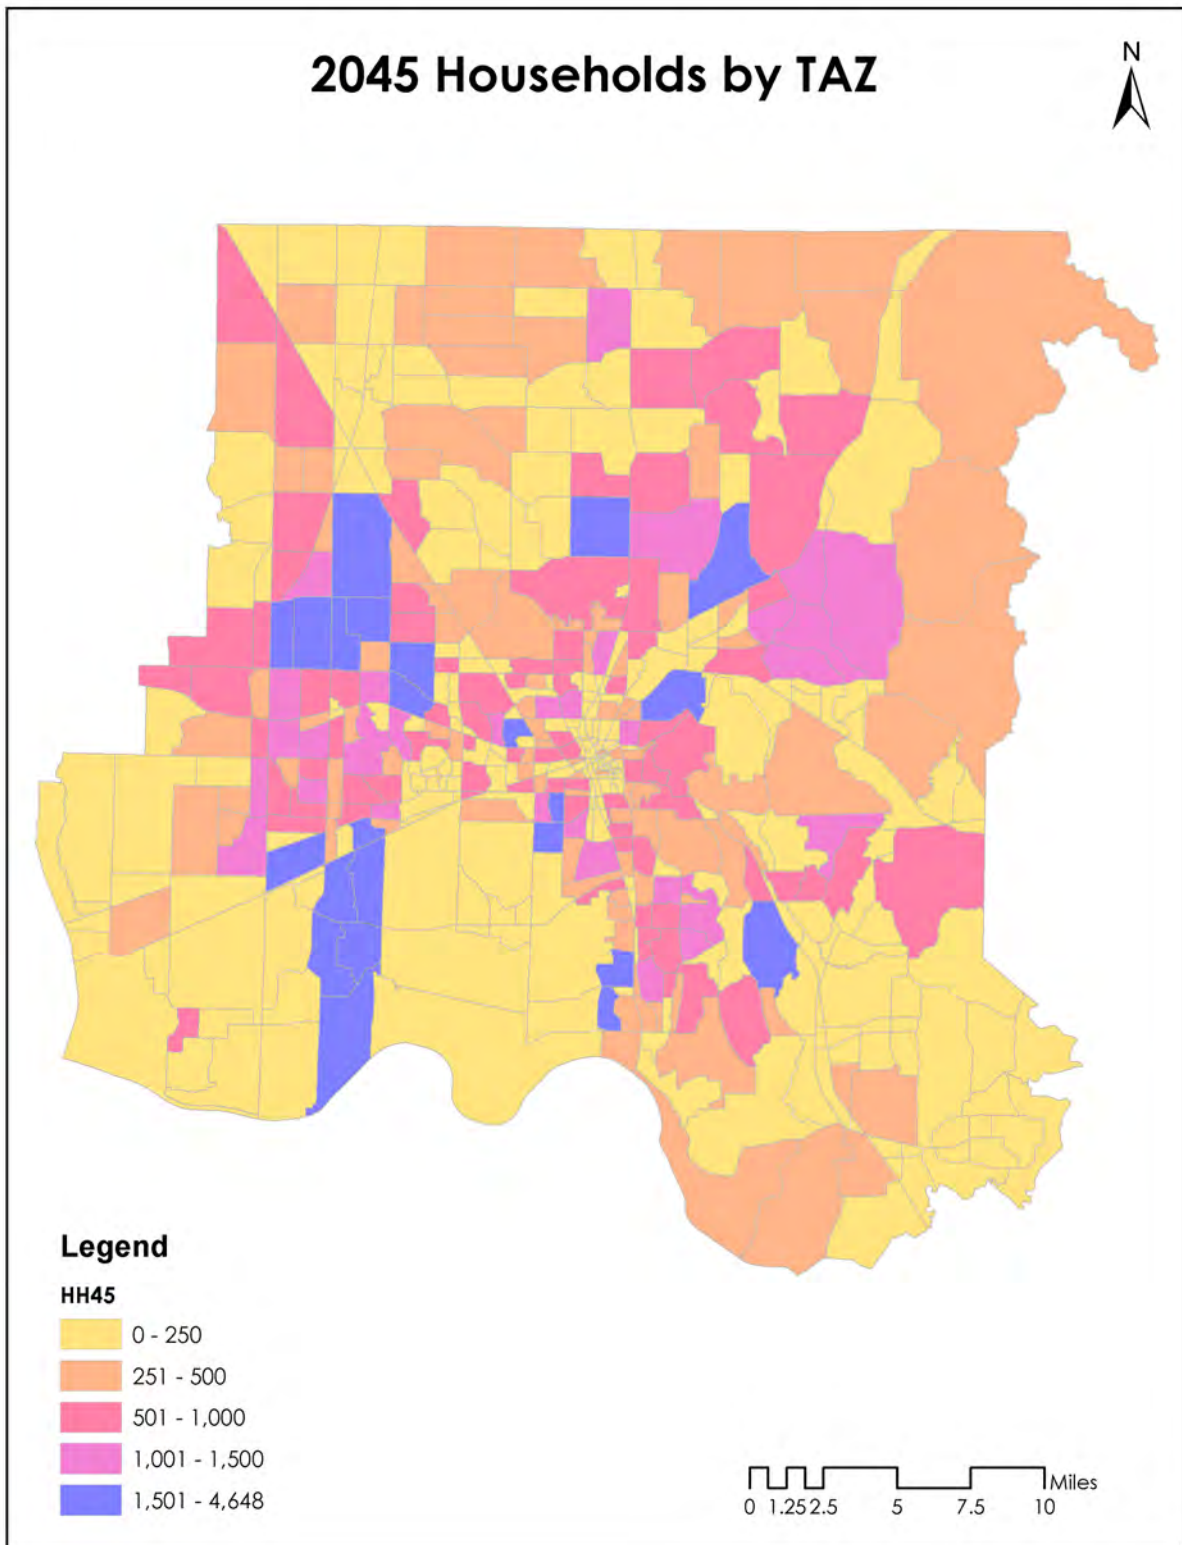 2045 Households by TAZ
N
Legend
HH45
0 - 250
251 - 500
501 - 1,000
1,001 - 1,500
1,501 - 4,648
Miles
0 1.25 2.5 5 7.5 10